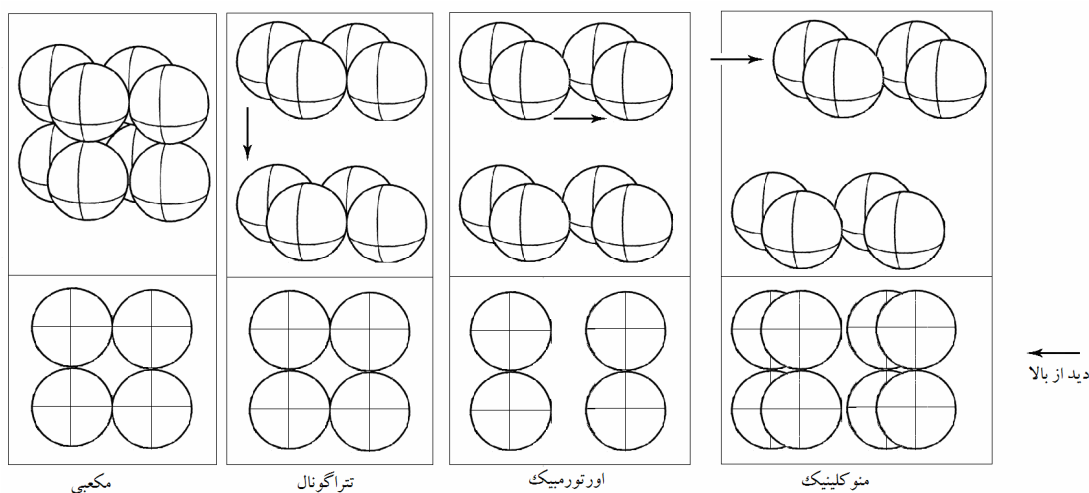 دید از بالا
منوکلینیک
اورتورمبیک
تتراگونال
مکعبی